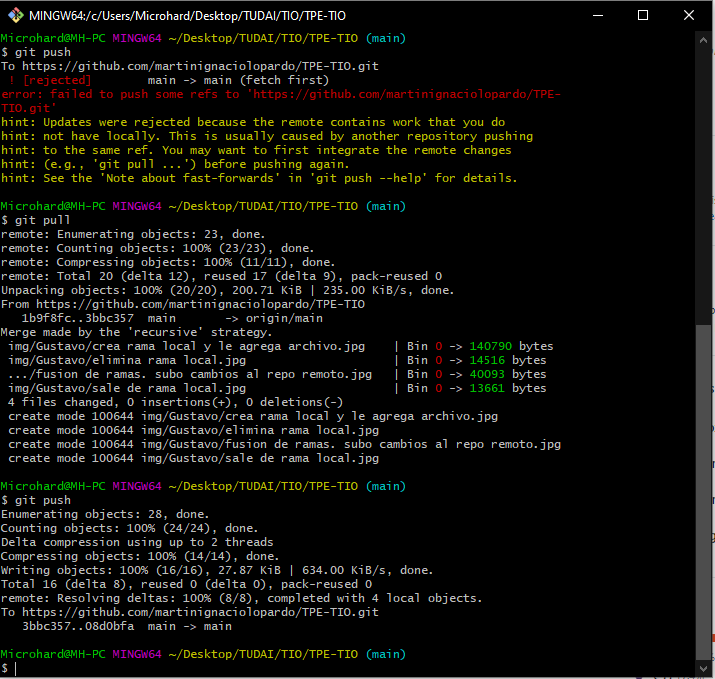 MINGW64:/c/Users/Microhard/Desktop/TUDAI/TIO/TPE-TIO
Microhard@MH-PC MINGW64 ~/Desktop/TUDAI/TIO/TPE-TIO (main)
$ git push
To https://github.com/martinignaciolopardo/TPE-TIO.git
 ! [rejected]        main -> main (fetch first)
error: failed to push some refs to 'https://github.com/martinignaciolopardo/TPE-
TIO.git'
hint: Updates were rejected because the remote contains work that you do
hint: not have locally. This is usually caused by another repository pushing
hint: to the same ref. You may want to first integrate the remote changes
hint: (e.g., 'git pull ...') before pushing again.
hint: See the 'Note about fast-forwards' in 'git push --help' for details.
Microhard@MH-PC MINGW64 ~/Desktop/TUDAI/TIO/TPE-TIO (main)
$ git pull
remote: Enumerating objects: 23, done.
remote: Counting objects: 100% (23/23), done.
remote: Compressing objects: 100% (11/11), done.
remote: Total 20 (delta 12), reused 17 (delta 9), pack-reused 0
Unpacking objects: 100% (20/20), 200.71 KiB | 235.00 KiB/s, done.
From https://github.com/martinignaciolopardo/TPE-TIO
   1b9f8fc..3bbc357  main       -> origin/main
Merge made by the 'recursive' strategy.
 img/Gustavo/crea rama local y le agrega archivo.jpg    | Bin 0 -> 140790 bytes
 img/Gustavo/elimina rama local.jpg                     | Bin 0 -> 14516 bytes
 .../fusion de ramas. subo cambios al repo remoto.jpg   | Bin 0 -> 40093 bytes
 img/Gustavo/sale de rama local.jpg                     | Bin 0 -> 13661 bytes
 4 files changed, 0 insertions(+), 0 deletions(-)
 create mode 100644 img/Gustavo/crea rama local y le agrega archivo.jpg
 create mode 100644 img/Gustavo/elimina rama local.jpg
 create mode 100644 img/Gustavo/fusion de ramas. subo cambios al repo remoto.jpg
 create mode 100644 img/Gustavo/sale de rama local.jpg
Microhard@MH-PC MINGW64 ~/Desktop/TUDAI/TIO/TPE-TIO (main)
$ git push
Enumerating objects: 28, done.
Counting objects: 100% (24/24), done.
Delta compression using up to 2 threads
Compressing objects: 100% (14/14), done.
Writing objects: 100% (16/16), 27.87 KiB | 634.00 KiB/s, done.
Total 16 (delta 8), reused 0 (delta 0), pack-reused 0
remote: Resolving deltas: 100% (8/8), completed with 4 local objects.
To https://github.com/martinignaciolopardo/TPE-TIO.git
   3bbc357..08d0bfa  main -> main
Microhard@MH-PC MINGW64 ~/Desktop/TUDAI/TIO/TPE-TIO (main)
$